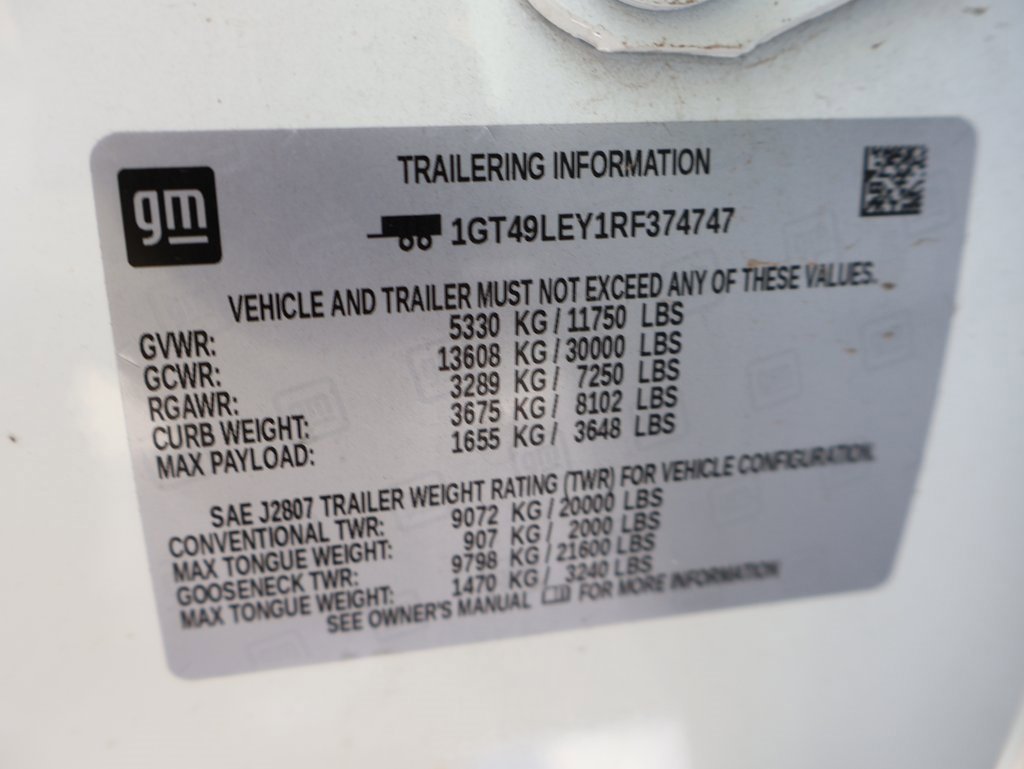 gm
TRAILERING INFORMATION
1GT49LEY1RF374747
VEHICLE AND TRAILER MUST NOT EXCEED ANY OF THESE VALUES.
GVWR: 5330 KG / 11750 LBS
GCWR: 13608 KG / 30000 LBS
RGAWR: 3289 KG / 7250 LBS
CURB WEIGHT: 3675 KG / 8102 LBS
MAX PAYLOAD: 1655 KG / 3648 LBS
SAE J2807 TRAILER WEIGHT RATING (TWR) FOR VEHICLE CONFIGURATION.
CONVENTIONAL TWR: 9072 KG / 20000 LBS
MAX TONGUE WEIGHT: 907 KG / 2000 LBS
GOOSENECK TWR: 9798 KG / 21600 LBS
MAX TONGUE WEIGHT: 1470 KG / 3240 LBS
SEE OWNER'S MANUAL FOR MORE INFORMATION